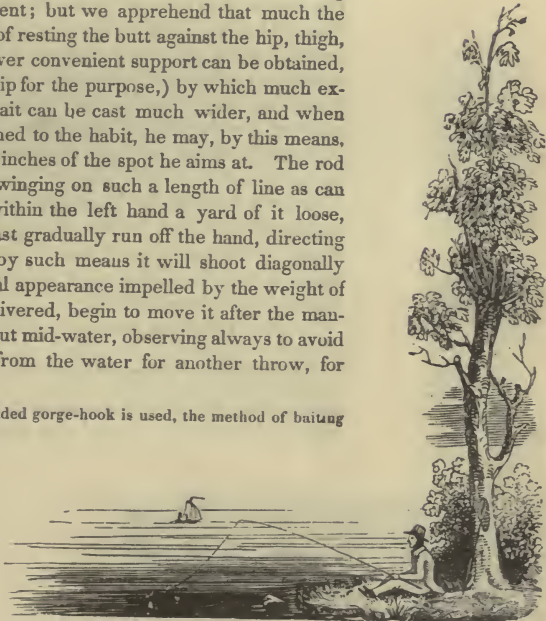 ent; but we apprehend that much the
of resting the butt against the hip, thigh,
ver convenient support can be obtained,
ip for the purpose,) by which much ex-
ait can be cast much wider, and when
ned to the habit, he may, by this means,
inches of the spot he aims at. The rod
winging on such a length of line as can
vithin the left hand a yard of it loose,
ast gradually run off the hand, directing
by such means it will shoot diagonally
al appearance impelled by the weight of
ivered, begin to move it after the man-
out mid-water, observing always to avoid
from the water for another throw, for
ded gorge-hook is used, the method of baiting